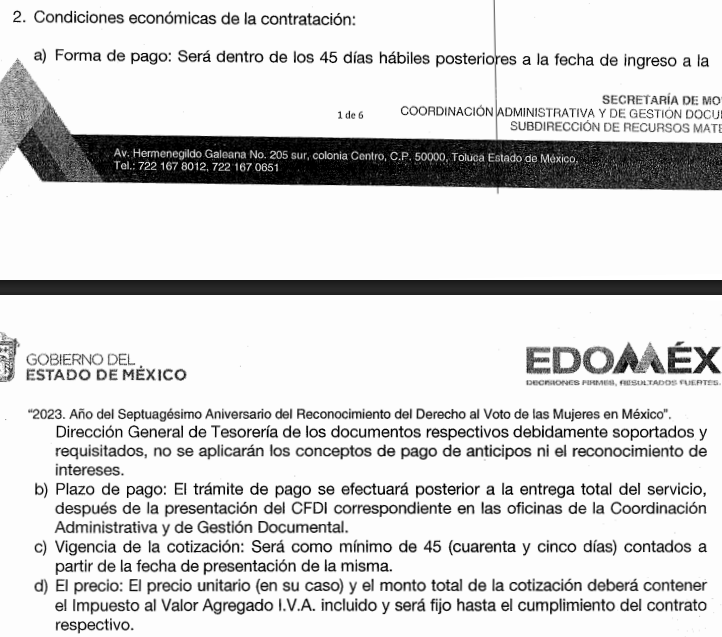 2. Condiciones económicas de la contratación:
a) Forma de pago: Será dentro de los 45 días hábiles posteriores a la fecha de ingreso a la
SECRETARÍA DE
1 de 6
COORDINACIÓN ADMINISTRATIVA Y DE GESTIÓN
SUBDIRECCIÓN DE RECURSOS
Av. Hermenegildo Galeana No. 205 sur, colonia Centro, C.P. 50000, Toluca Estado de México,
Tel.: 722 167 8012, 722 167 0651
GOBIERNO DEL
ESTADO DE MÉXICO
EDOMÉX
DECISIONES FIRMES, RESULTADOS FUERTES.
“2023. Año del Septuagésimo Aniversario del Reconocimiento del Derecho al Voto de las Mujeres en México”.
Dirección General de Tesorería de los documentos respectivos debidamente soportados y
requisitados, no se aplicarán los conceptos de pago de anticipos ni el reconocimiento de
intereses.
b) Plazo de pago: El trámite de pago se efectuará posterior a la entrega total del servicio,
después de la presentación del CFDI correspondiente en las oficinas de la Coordinación
Administrativa y de Gestión Documental.
c) Vigencia de la cotización: Será como mínimo de 45 (cuarenta y cinco días) contados a
partir de la fecha de presentación de la misma.
d) El precio: El precio unitario (en su caso) y el monto total de la cotización deberá contener
el Impuesto al Valor Agregado I.V.A. incluido y será fijo hasta el cumplimiento del contrato
respectivo.